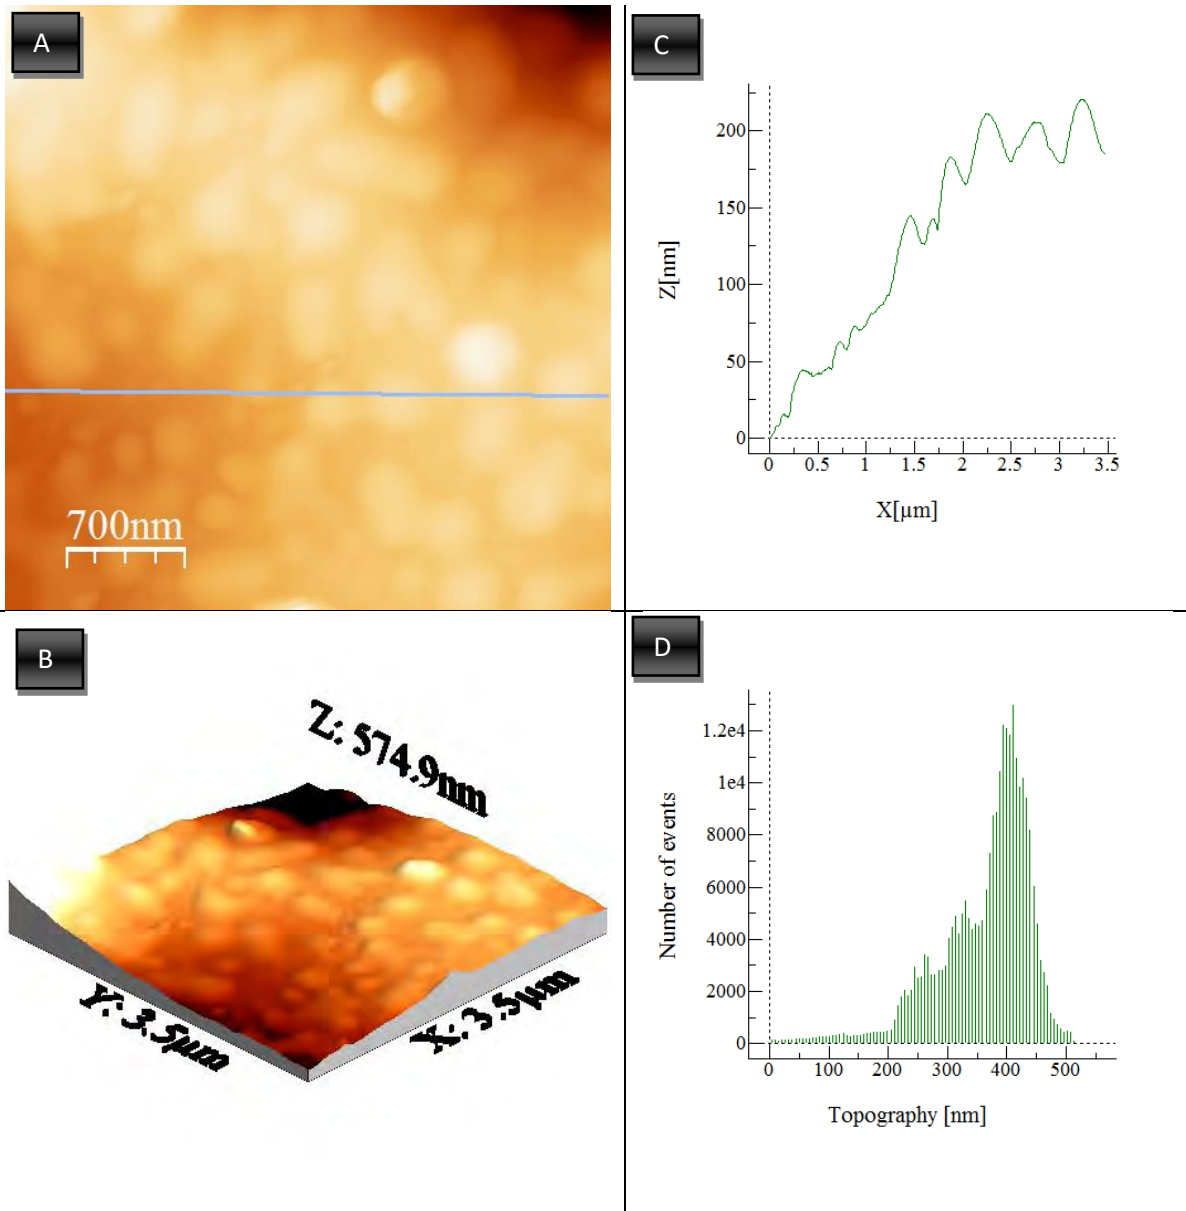 A
700nm
C
200
150
100
50
0
Z[nm]
0 0.5 1 1.5 2 2.5 3 3.5
X[µm]
B
Z: 574.9nm
Y: 3.5µm
X: 3.5µm
D
1.2e4
1e4
8000
6000
4000
2000
0
Number of events
0 100 200 300 400 500
Topography [nm]